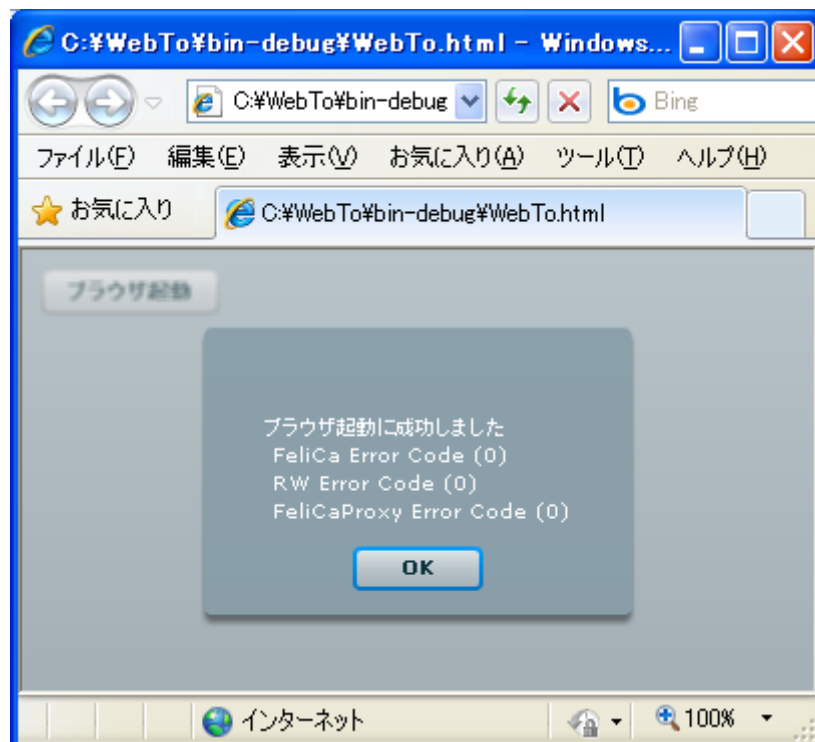 C:¥WebTo¥bin-debug¥WebTo.html - Windows...
C:¥WebTo¥bin-debug
Bing
ファイル(F) 編集(E) 表示(V) お気に入り(A) ツール(T) ヘルプ(H)
お気に入り
C:¥WebTo¥bin-debug¥WebTo.html
ブラウザ起動
ブラウザ起動に成功しました
FeliCa Error Code (0)
RW Error Code (0)
FeliCaProxy Error Code (0)
OK
インターネット
100%